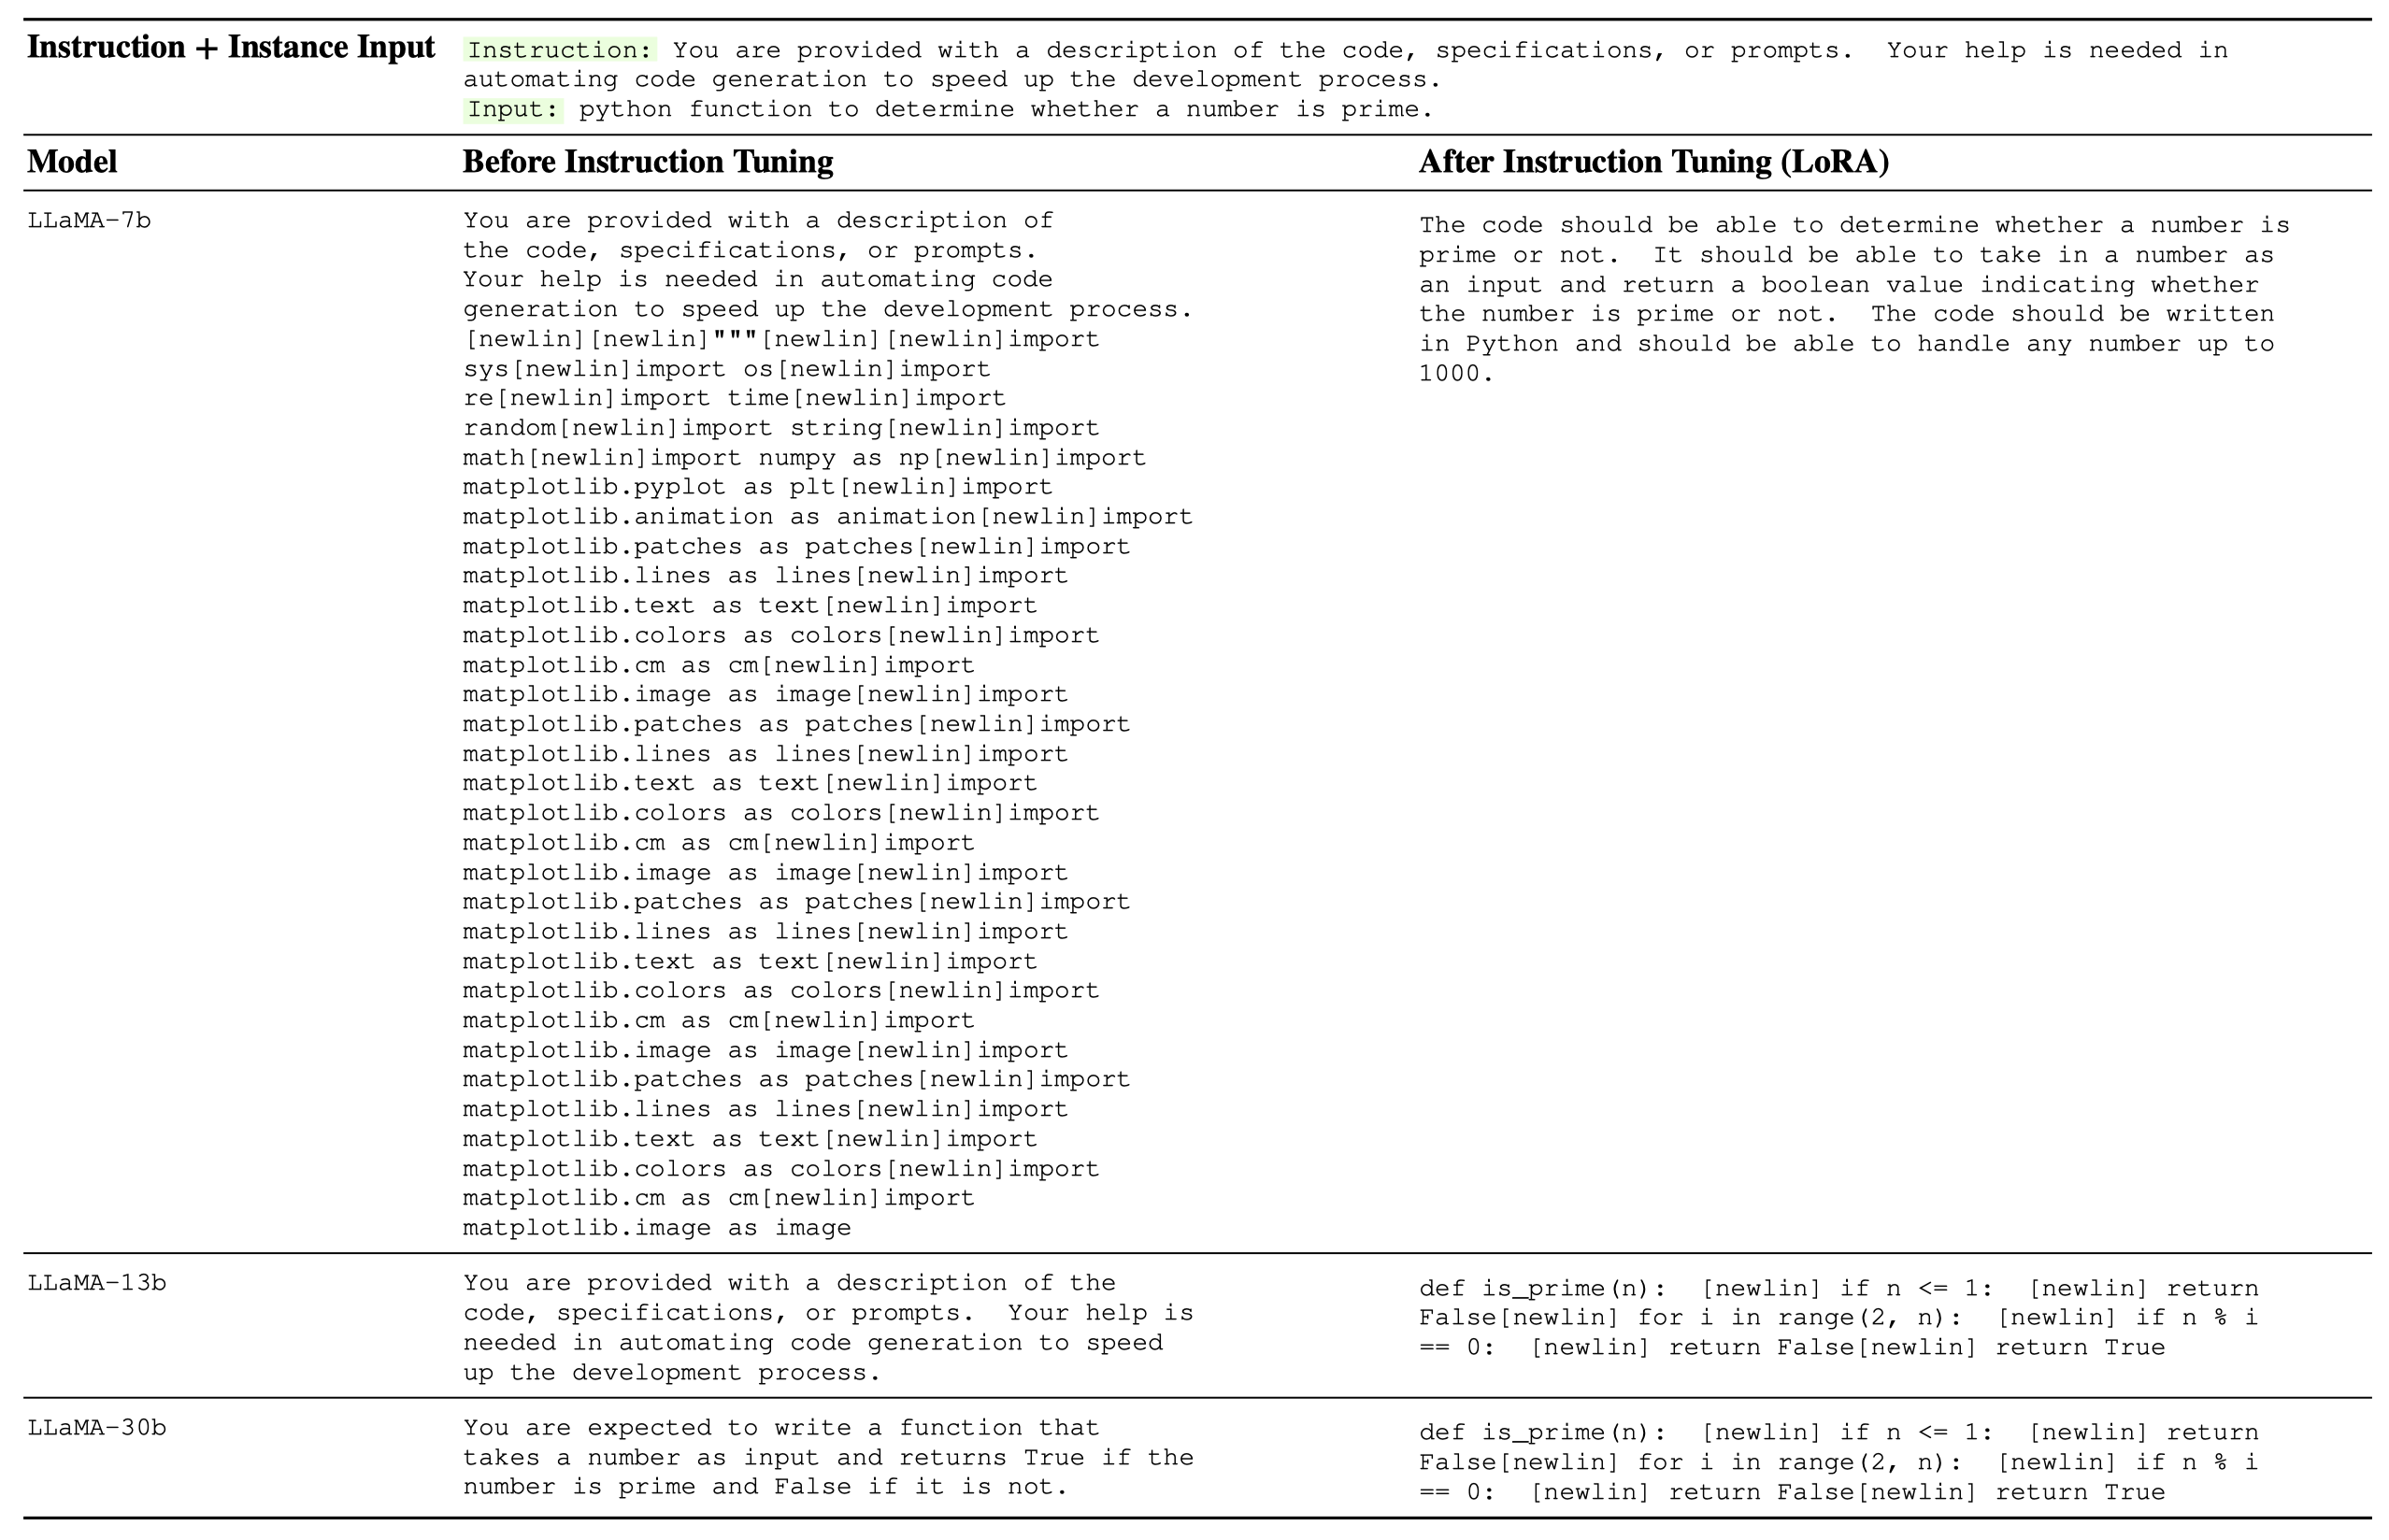 Instruction + Instance Input
Instruction: You are provided with a description of the code, specifications, or prompts. Your help is needed in
automating code generation to speed up the development process.
Input: python function to determine whether a number is prime.
Model Before Instruction Tuning After Instruction Tuning (LoRA)
LLaMA-7b
You are provided with a description of
the code, specifications, or prompts.
Your help is needed in automating code
generation to speed up the development process.
[newlin][newlin]"""[newlin][newlin]import
sys[newlin]import os[newlin]import
re[newlin]import time[newlin]import
random[newlin]import string[newlin]import
math[newlin]import numpy as np[newlin]import
matplotlib.pyplot as plt[newlin]import
matplotlib.animation as animation[newlin]import
matplotlib.patches as patches[newlin]import
matplotlib.lines as lines[newlin]import
matplotlib.text as text[newlin]import
matplotlib.colors as colors[newlin]import
matplotlib.cm as cm[newlin]import
matplotlib.image as image[newlin]import
matplotlib.patches as patches[newlin]import
matplotlib.lines as lines[newlin]import
matplotlib.text as text[newlin]import
matplotlib.colors as colors[newlin]import
matplotlib.cm as cm[newlin]import
matplotlib.image as image[newlin]import
matplotlib.patches as patches[newlin]import
matplotlib.lines as lines[newlin]import
matplotlib.text as text[newlin]import
matplotlib.colors as colors[newlin]import
matplotlib.cm as cm[newlin]import
matplotlib.image as image[newlin]import
matplotlib.patches as patches[newlin]import
matplotlib.lines as lines[newlin]import
matplotlib.text as text[newlin]import
matplotlib.colors as colors[newlin]import
matplotlib.cm as cm[newlin]import
matplotlib.image as image
The code should be able to determine whether a number is
prime or not. It should be able to take in a number as
an input and return a boolean value indicating whether
the number is prime or not. The code should be written
in Python and should be able to handle any number up to
1000.
LLaMA-13b
You are provided with a description of the
code, specifications, or prompts. Your help is
needed in automating code generation to speed
up the development process.
def is_prime(n): [newlin] if n <= 1: [newlin] return
False[newlin] for i in range(2, n): [newlin] if n % i
== 0: [newlin] return False[newlin] return True
LLaMA-30b
You are expected to write a function that
takes a number as input and returns True if the
number is prime and False if it is not.
def is_prime(n): [newlin] if n <= 1: [newlin] return
False[newlin] for i in range(2, n): [newlin] if n % i
== 0: [newlin] return False[newlin] return True